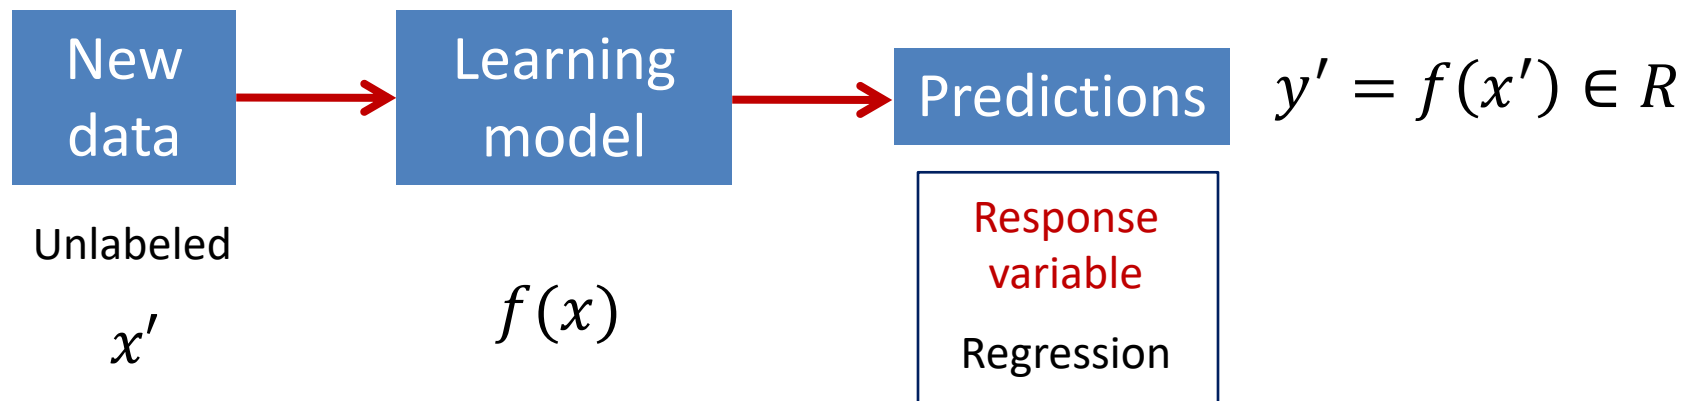 New
data
Learning
model
Predictions
y′ = f(x′) ∈ R
Unlabeled
x′
f(x)
Response
variable
Regression